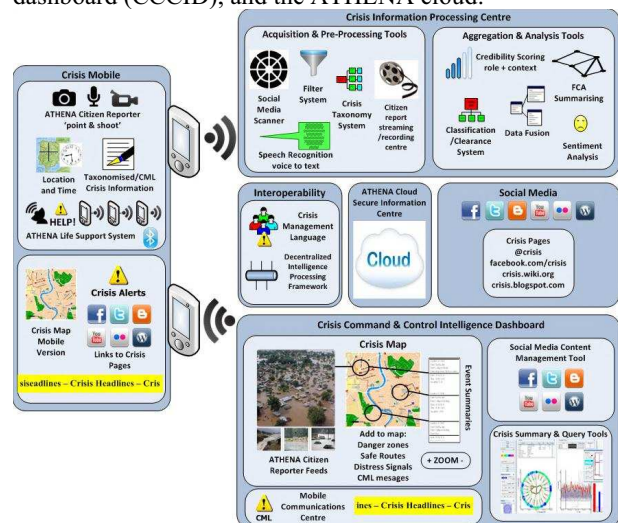 dashboard (CCCID), and the ATHENA cloud.
Crisis Information Processing Centre
Acquisition & Pre-Processing Tools
Social
Media
Scanner
Filter
System
Crisis
Taxonomy
System
Citizen
report
streaming
/recording
centre
Speech Recognition
voice to text
Aggregation & Analysis Tools
Credibility Scoring
role + context
FCA
Summarising
Classification
/Clearance
System
Data Fusion
Sentiment
Analysis
Crisis Mobile
ATHENA Citizen Reporter
'point & shoot'
Location
and Time
Taxonomised/CML
Crisis Information
HELP!
ATHENA Life Support System
Crisis Map
Mobile
Version
Crisis Alerts
Links to Crisis
Pages
siseadlines – Crisis Headlines – Cris
Interoperability
Crisis
Management
Language
Decentralized
Intelligence
Processing
Framework
ATHENA Cloud
Secure Information
Centre
Cloud
Social Media
Crisis Pages
@crisis
facebook.com/crisis
crisis.wiki.org
crisis.blogspot.com
Crisis Command & Control Intelligence Dashboard
Crisis Map
ATHENA Citizen
Reporter Feeds
Add to map:
Danger zones
Safe Routes
Distress Signals
CML mesages
Event Summaries
+ ZOOM -
CML
Mobile
Communications
Centre
ines – Crisis Headlines – Cris
Social Media Content
Management Tool
Crisis Summary & Query Tools